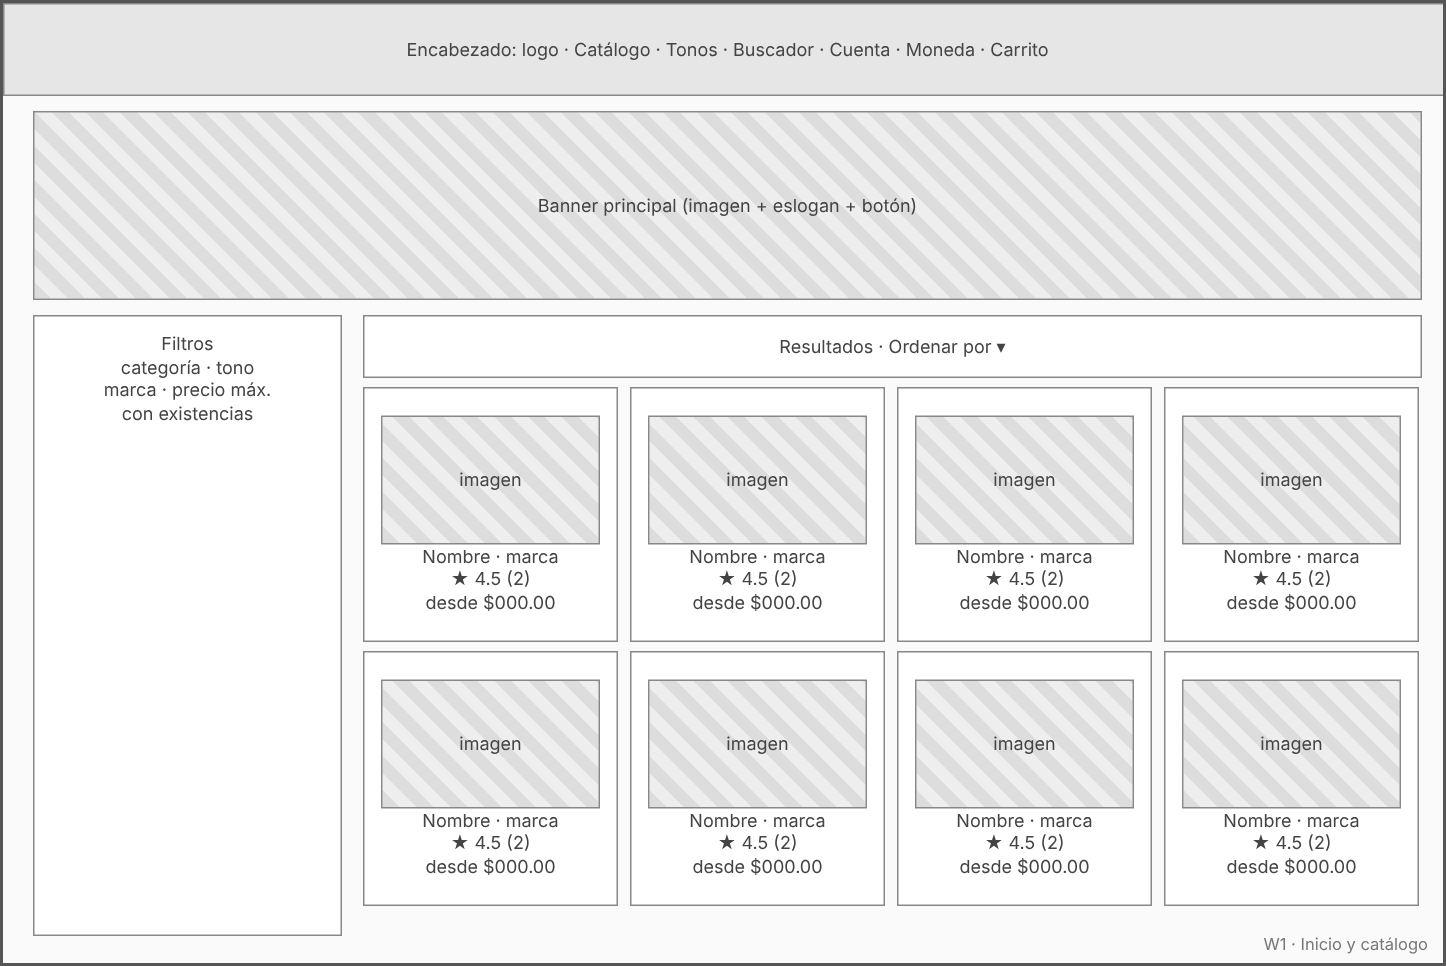 Encabezado: logo · Catálogo · Tonos · Buscador · Cuenta · Moneda · Carrito
Banner principal (imagen + eslogan + botón)
Filtros
categoría · tono
marca · precio máx.
con existencias
Resultados · Ordenar por ▾
imagen
Nombre · marca
★ 4.5 (2)
desde $000.00
imagen
Nombre · marca
★ 4.5 (2)
desde $000.00
imagen
Nombre · marca
★ 4.5 (2)
desde $000.00
imagen
Nombre · marca
★ 4.5 (2)
desde $000.00
imagen
Nombre · marca
★ 4.5 (2)
desde $000.00
imagen
Nombre · marca
★ 4.5 (2)
desde $000.00
imagen
Nombre · marca
★ 4.5 (2)
desde $000.00
imagen
Nombre · marca
★ 4.5 (2)
desde $000.00
W1 · Inicio y catálogo